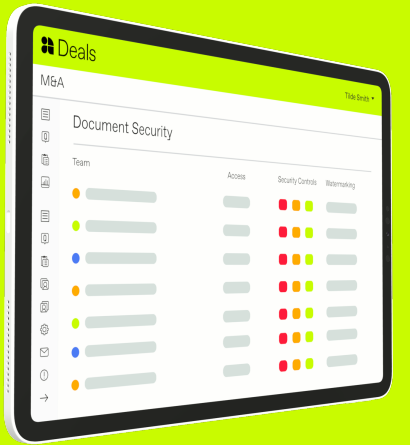 Deals
M&A
Tilde Smith
Document Security
Team
Access
Security Controls
Watermarking